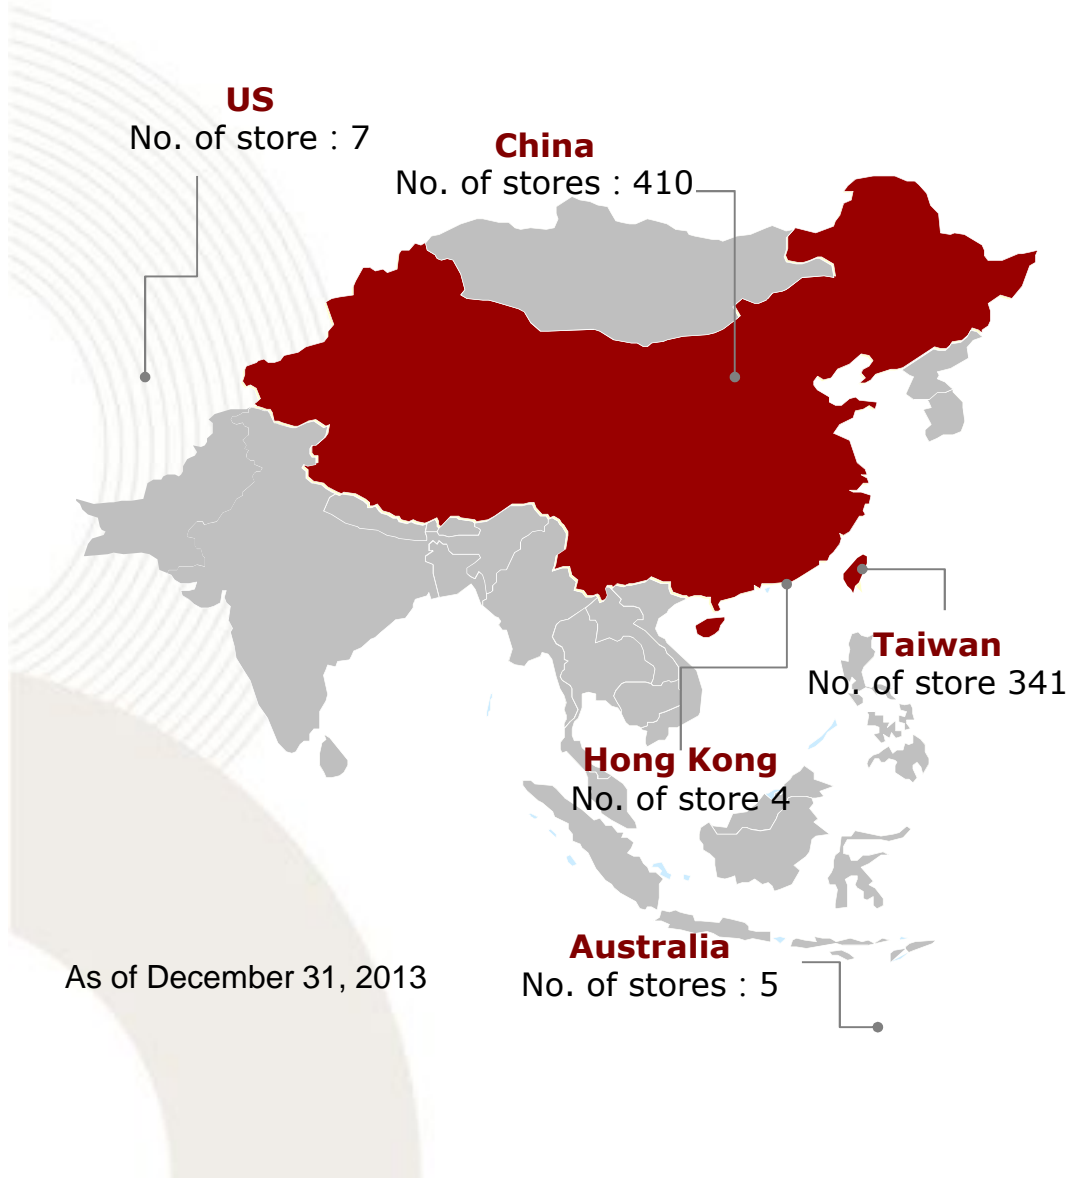 US
No. of store : 7
China
No. of stores : 410
Taiwan
No. of store 341
Hong Kong
No. of store 4
Australia
No. of stores : 5
As of December 31, 2013